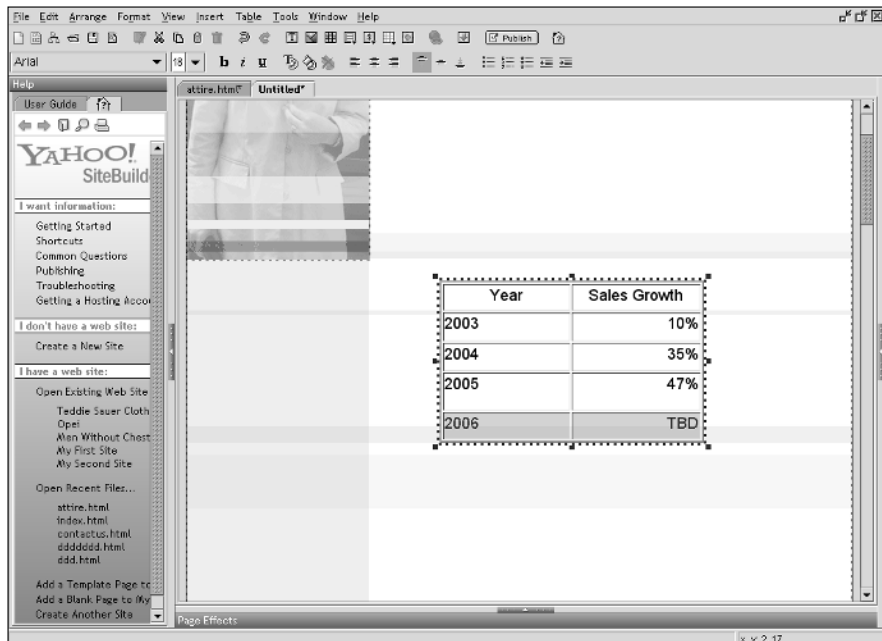 File Edit Arrange Format View Insert Table Tools Window Help
Publish
Arial 18 b i u
Help
User Guide
attire.html* Untitled*
YAHOO!
SiteBuild
I want information:
Getting Started
Shortcuts
Common Questions
Publishing
Troubleshooting
Getting a Hosting Accou
I don't have a web site:
Create a New Site
I have a web site:
Open Existing Web Site
Teddie Sauer Cloth
Opei
Men Without Chest
My First Site
My Second Site
Open Recent Files...
attire.html
index.html
contactus.html
ddddddd.html
ddd.html
Add a Template Page to
Add a Blank Page to My
Create Another Site
Year Sales Growth
2003 10%
2004 35%
2005 47%
2006 TBD
Page Effects